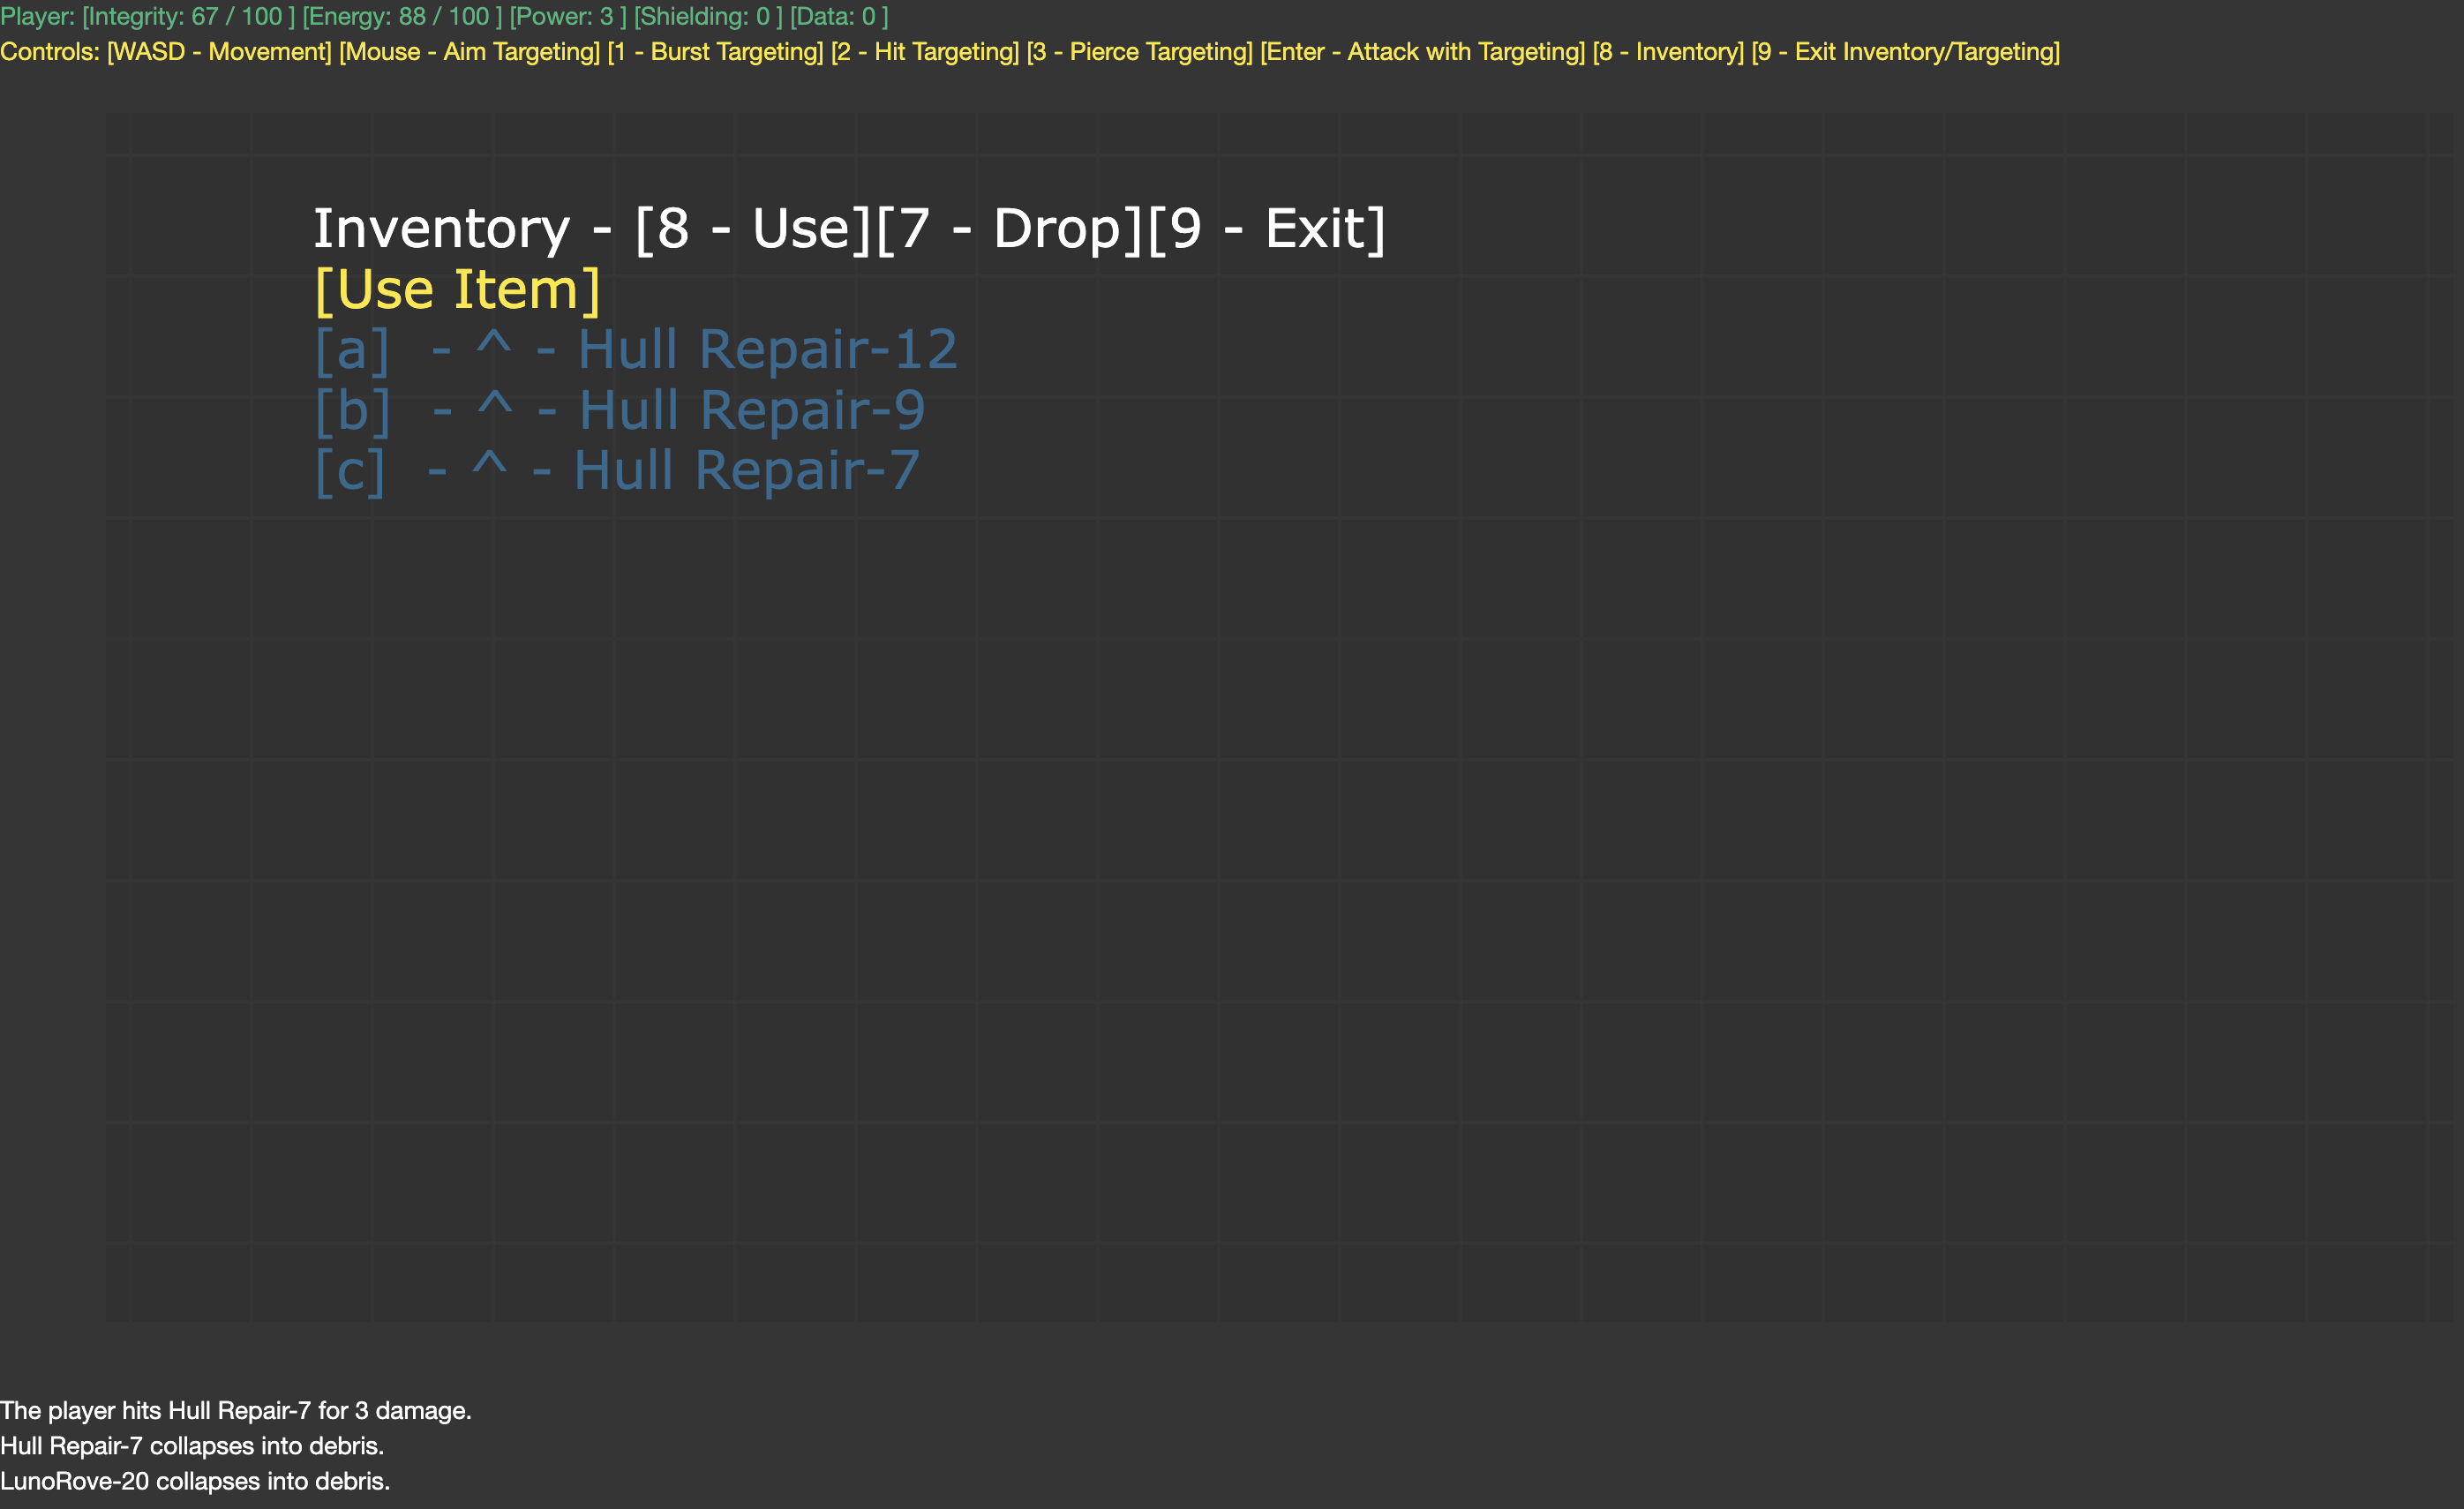 Player: [Integrity: 67 / 100 ] [Energy: 88 / 100 ] [Power: 3 ] [Shielding: 0 ] [Data: 0 ]
Controls: [WASD - Movement] [Mouse - Aim Targeting] [1 - Burst Targeting] [2 - Hit Targeting] [3 - Pierce Targeting] [Enter - Attack with Targeting] [8 - Inventory] [9 - Exit Inventory/Targeting]
Inventory - [8 - Use][7 - Drop][9 - Exit]
[Use Item]
[a] - ^ - Hull Repair-12
[b] - ^ - Hull Repair-9
[c] - ^ - Hull Repair-7
The player hits Hull Repair-7 for 3 damage.
Hull Repair-7 collapses into debris.
LunoRove-20 collapses into debris.